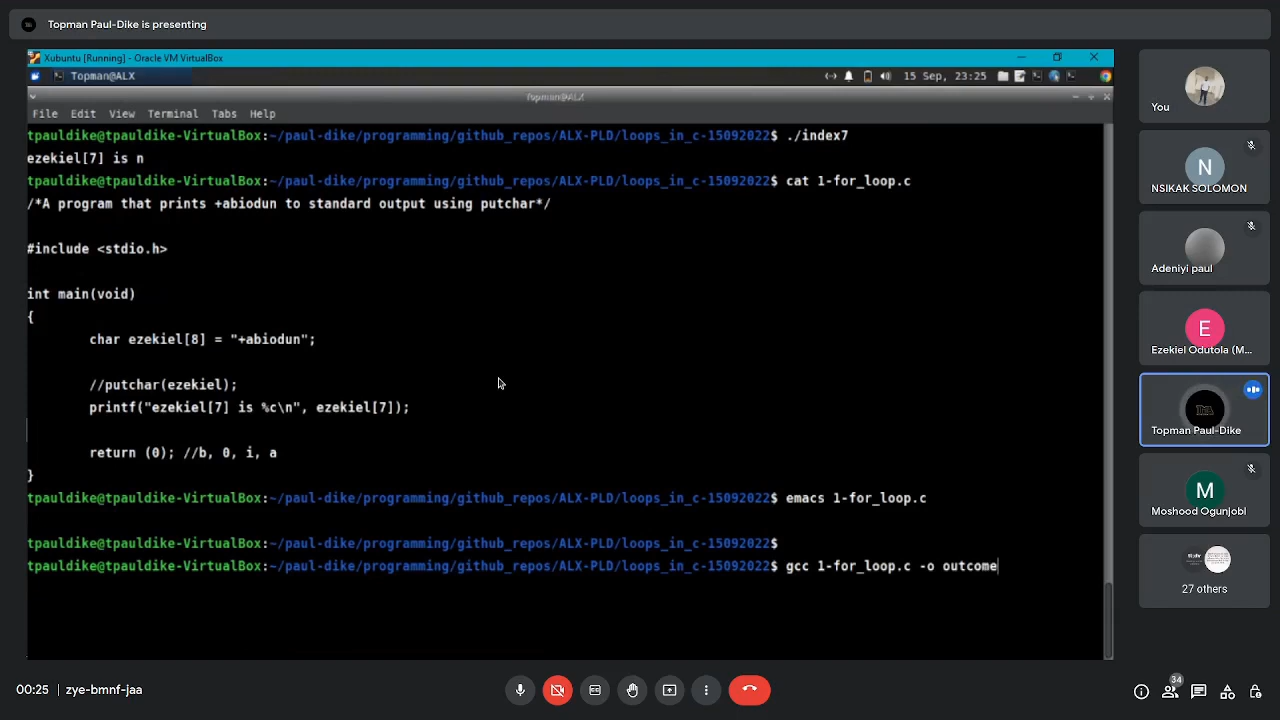 Topman Paul-Dike is presenting
Xubuntu [Running] - Oracle VM VirtualBox
Topman@ALX
15 Sep, 23:25
Topman@ALX
File Edit View Terminal Tabs Help
tpauldike@tpauldike-VirtualBox:~/paul-dike/programming/github_repos/ALX-PLD/loops_in_c-15092022$ ./index7
ezekiel[7] is n
tpauldike@tpauldike-VirtualBox:~/paul-dike/programming/github_repos/ALX-PLD/loops_in_c-15092022$ cat 1-for_loop.c
/*A program that prints +abiodun to standard output using putchar*/
#include <stdio.h>
int main(void)
{
char ezekiel[8] = "+abiodun";
//putchar(ezekiel);
printf("ezekiel[7] is %c\n", ezekiel[7]);
return (0); //b, 0, i, a
}
tpauldike@tpauldike-VirtualBox:~/paul-dike/programming/github_repos/ALX-PLD/loops_in_c-15092022$ emacs 1-for_loop.c
tpauldike@tpauldike-VirtualBox:~/paul-dike/programming/github_repos/ALX-PLD/loops_in_c-15092022$
tpauldike@tpauldike-VirtualBox:~/paul-dike/programming/github_repos/ALX-PLD/loops_in_c-15092022$ gcc 1-for_loop.c -o outcome
You
N
NSIKAK SOLOMON
Adeniyi paul
E
Ezekiel Odutola (M...
Topman Paul-Dike
M
Moshood Ogunjobi
27 others
00:25 | zye-bmnf-jaa
34